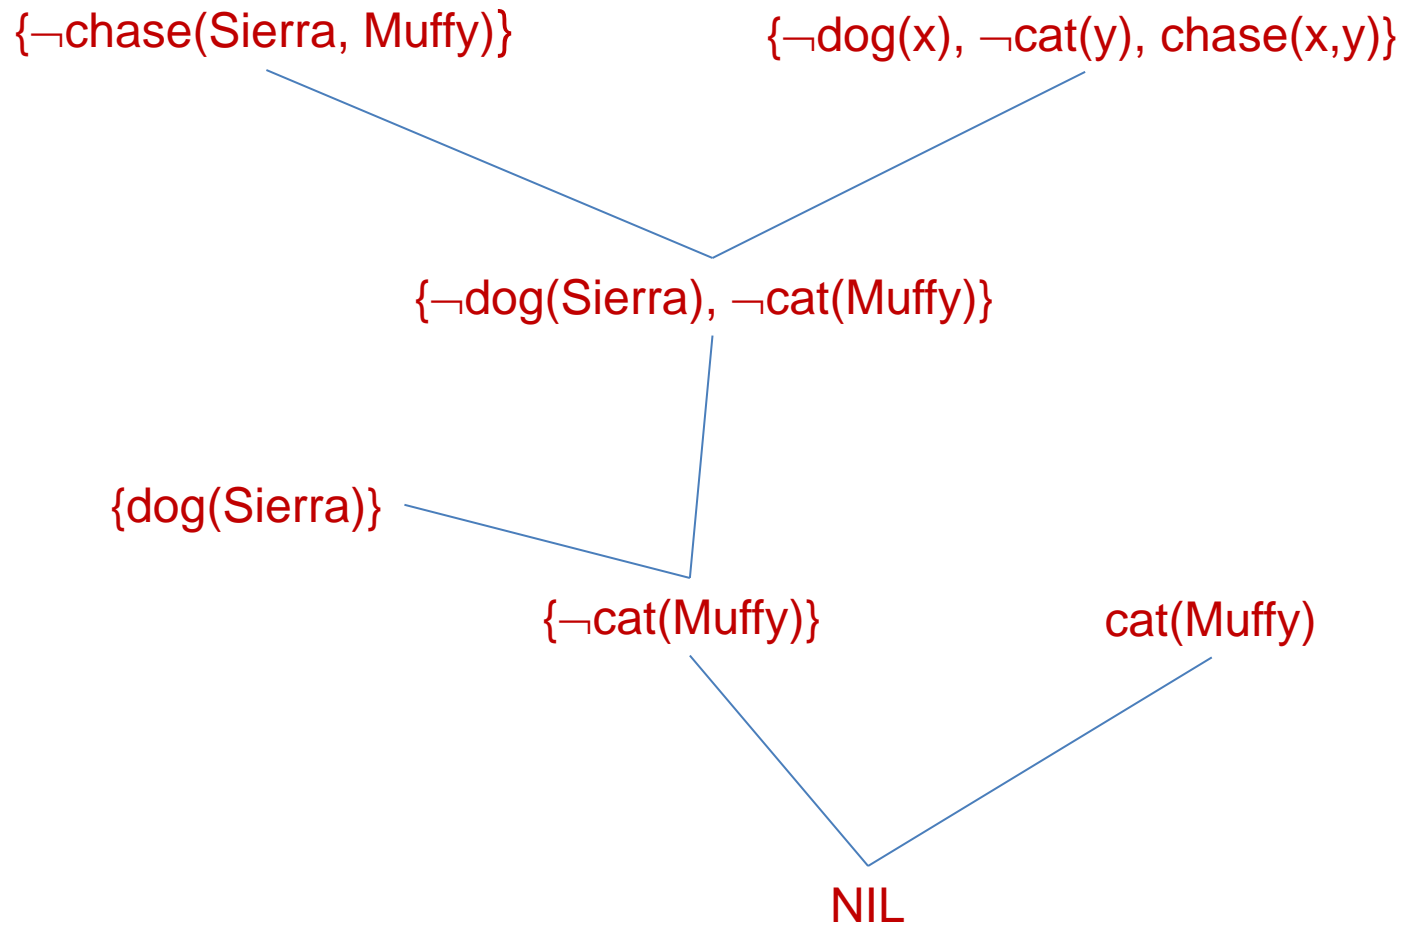 {¬chase(Sierra, Muffy)}
{¬dog(x), ¬cat(y), chase(x,y)}
{¬dog(Sierra), ¬cat(Muffy)}
{dog(Sierra)}
{¬cat(Muffy)}
cat(Muffy)
NIL